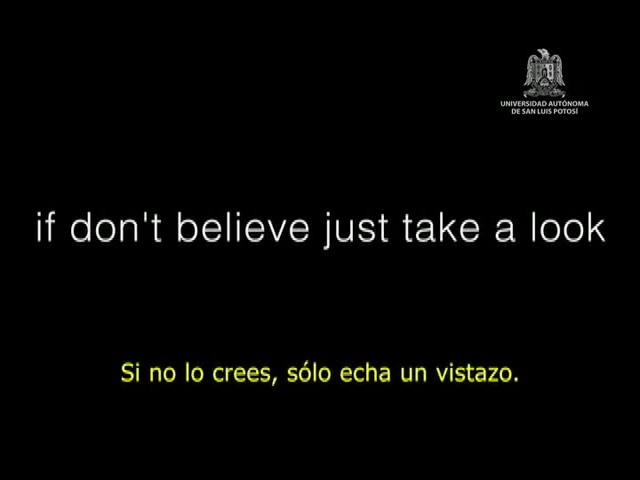 UNIVERSIDAD AUTÓNOMA
DE SAN LUIS POTOSÍ
if don't believe just take a look
Si no lo crees, sólo echa un vistazo.